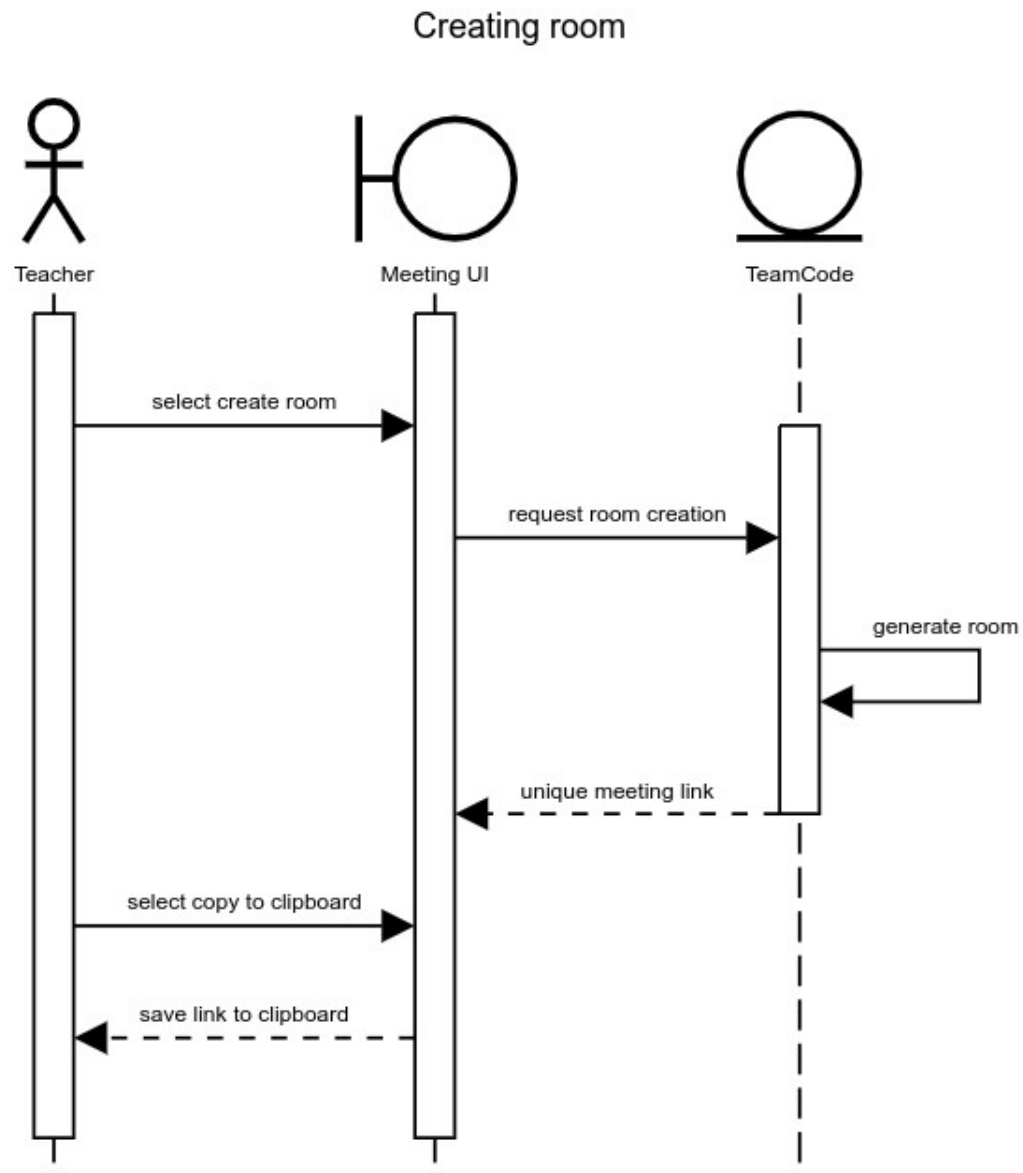 Creating room
Teacher
Meeting UI
TeamCode
select create room
request room creation
generate room
unique meeting link
select copy to clipboard
save link to clipboard